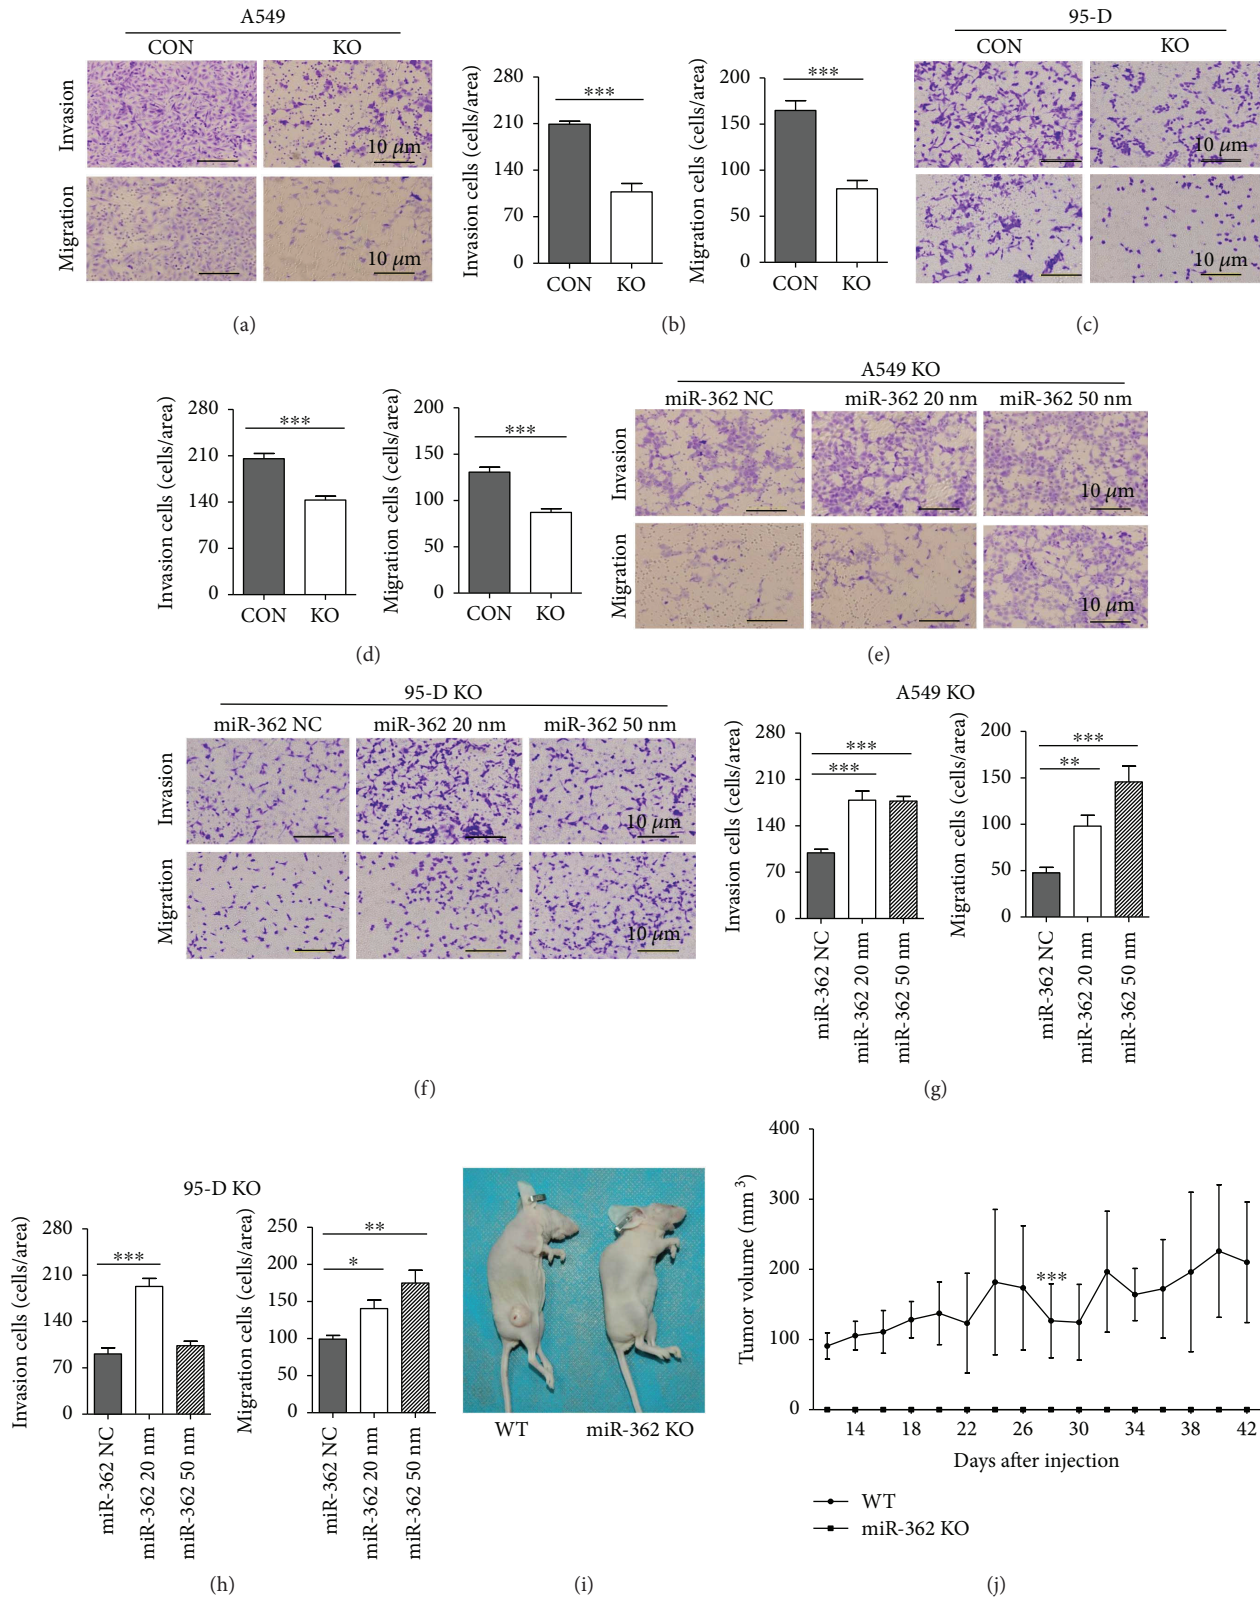 A549
CON KO
Invasion
10 μm
Migration
10 μm
(a)
Invasion cells (cells/area)
280
210
140
70
0
***
CON KO
Migration cells (cells/area)
200
150
100
50
0
***
CON KO
(b)
95-D
CON KO
10 μm
10 μm
(c)
Invasion cells (cells/area)
280
210
140
70
0
***
CON KO
Migration cells (cells/area)
200
150
100
50
0
***
CON KO
(d)
A549 KO
miR-362 NC miR-362 20 nm miR-362 50 nm
Invasion
10 μm
Migration
10 μm
(e)
95-D KO
miR-362 NC miR-362 20 nm miR-362 50 nm
Invasion
10 μm
Migration
10 μm
(f)
A549 KO
Invasion cells (cells/area)
280
210
140
70
0
***
***
miR-362 NC
miR-362 20 nm
miR-362 50 nm
Migration cells (cells/area)
200
150
100
50
0
***
**
miR-362 NC
miR-362 20 nm
miR-362 50 nm
(g)
95-D KO
Invasion cells (cells/area)
280
210
140
70
0
***
miR-362 NC
miR-362 20 nm
miR-362 50 nm
Migration cells (cells/area)
250
200
150
100
50
0
**
*
miR-362 NC
miR-362 20 nm
miR-362 50 nm
(h)
WT miR-362 KO
(i)
Tumor volume (mm³)
400
300
200
100
0
***
14 18 22 26 30 34 38 42
Days after injection
WT
miR-362 KO
(j)